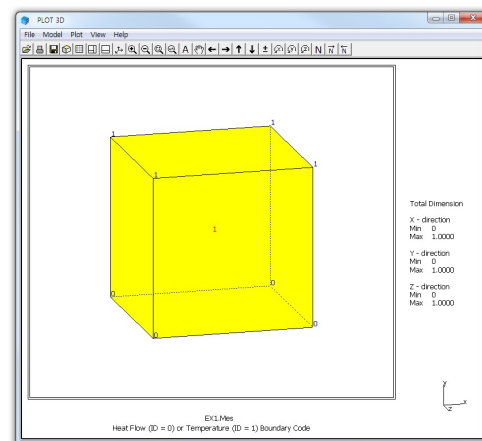 PLOT 3D
File Model Plot View Help
A N N N
1
1
1
1
1
0
0
0
0
Total Dimension
X - direction
Min 0
Max 1.0000
Y - direction
Min 0
Max 1.0000
Z - direction
Min 0
Max 1.0000
y
x
z
EX1.Mes
Heat Flow (ID = 0) or Temperature (ID = 1) Boundary Code